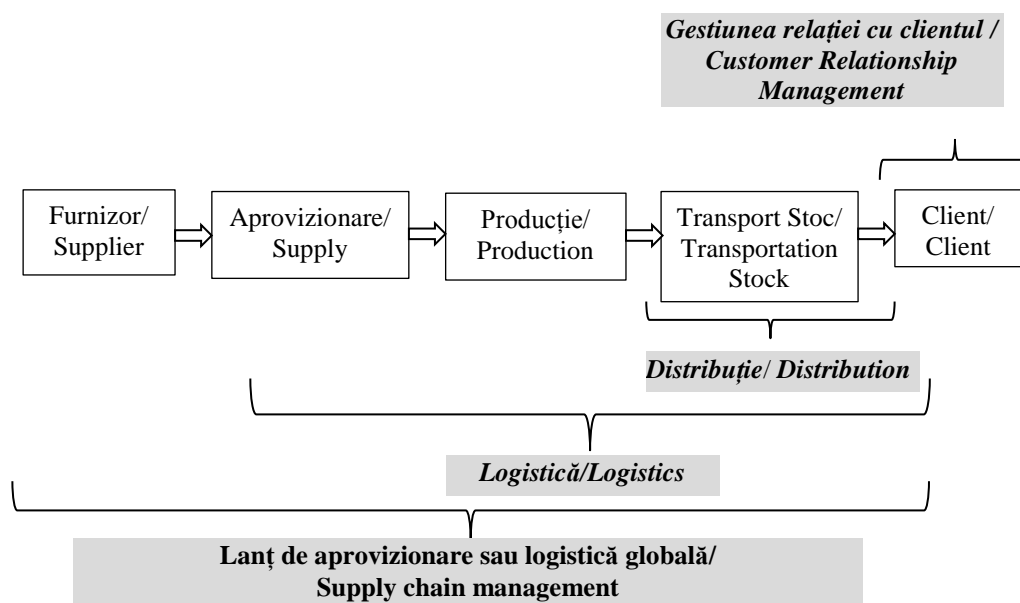 Gestiunea relației cu clientul /
Customer Relationship
Management
Furnizor/
Supplier
Aprovizionare/
Supply
Producție/
Production
Transport Stoc/
Transportation
Stock
Client/
Client
Distribuție/ Distribution
Logistică/Logistics
Lanț de aprovizionare sau logistică globală/
Supply chain management